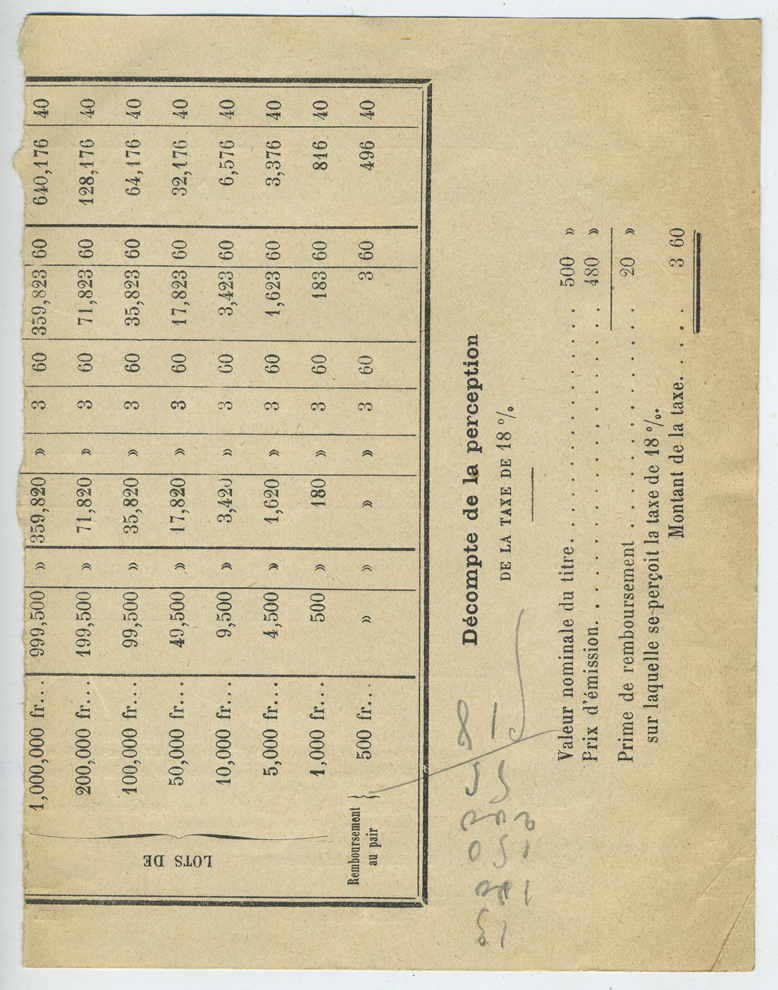 LOTS DE
1,000,000 fr... 999,500 » 359,820 » 3 60 359,823 60 640,176 40
200,000 fr... 199,500 » 71,820 » 3 60 71,823 60 128,176 40
100,000 fr... 99,500 » 35,820 » 3 60 35,823 60 64,176 40
50,000 fr... 49,500 » 17,820 » 3 60 17,823 60 32,176 40
10,000 fr... 9,500 » 3,420 » 3 60 3,423 60 6,576 40
5,000 fr... 4,500 » 1,620 » 3 60 1,623 60 3,376 40
1,000 fr... 500 » 180 » 3 60 183 60 816 40
Remboursement
au pair
500 fr... » » » » 3 60 3 60 496 40
Décompte de la perception
DE LA TAXE DE 18 %.
Valeur nominale du titre. . . . . . . . . . . . . . 500 »
Prix d'émission. . . . . . . . . . . . . . . . . . 480 »
Prime de remboursement . . . . . . . . . . . . . 20 »
sur laquelle se perçoit la taxe de 18 %.
Montant de la taxe. . . . . 3 60